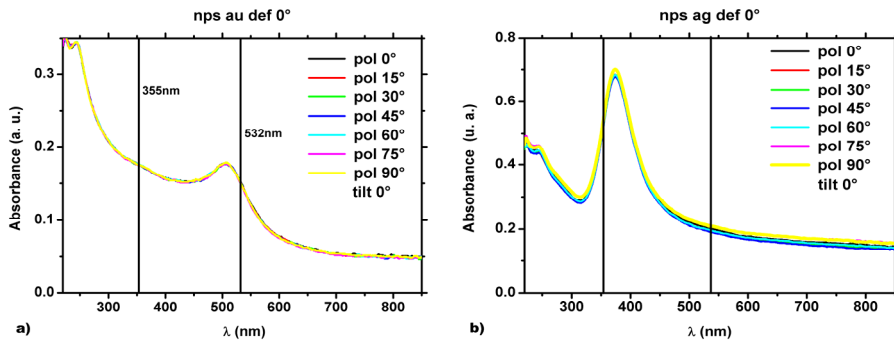 nps au def 0°
0.3
0.2
0.1
0.0
Absorbance (a. u.)
355nm
532nm
pol 0°
pol 15°
pol 30°
pol 45°
pol 60°
pol 75°
pol 90°
tilt 0°
300 400 500 600 700 800
λ (nm)
a)
nps ag def 0°
0.8
0.6
0.4
0.2
0.0
Absorbance (u. a.)
pol 0°
pol 15°
pol 30°
pol 45°
pol 60°
pol 75°
pol 90°
tilt 0°
300 400 500 600 700 800
λ (nm)
b)